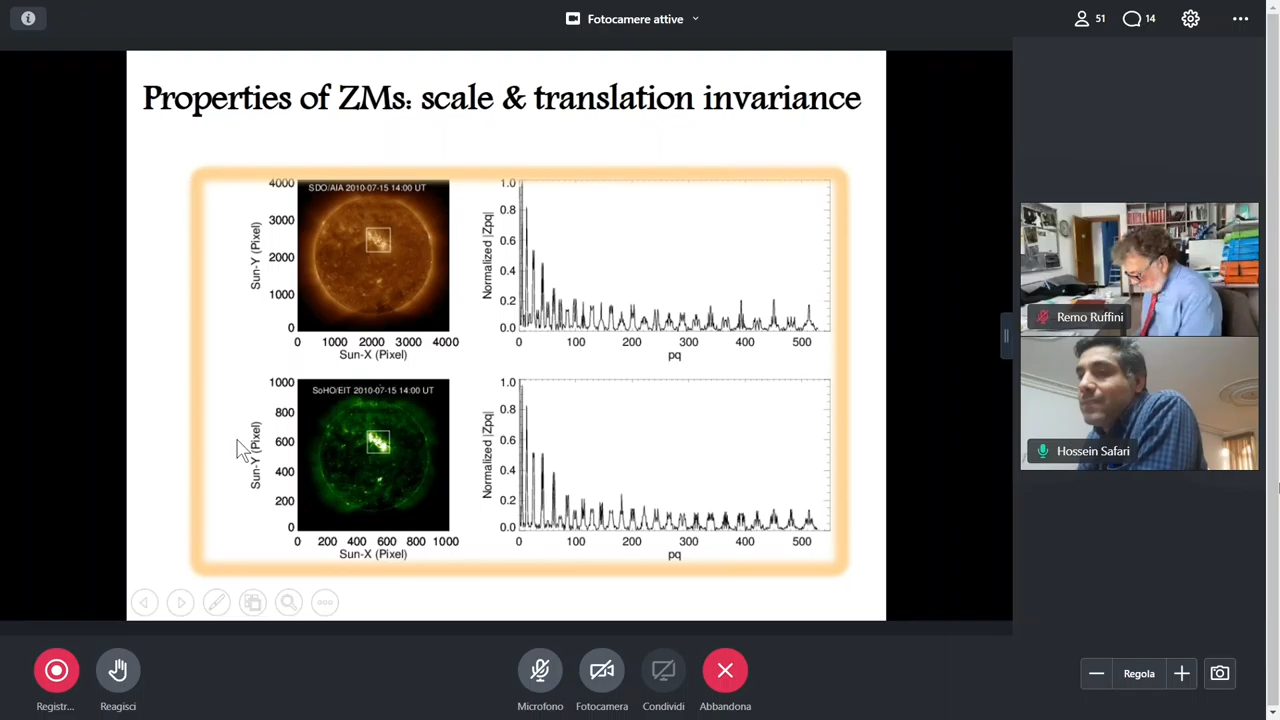 Fotocamere attive
51
14
Properties of ZMs: scale & translation invariance
SDO/AIA 2010-07-15 14:00 UT
4000
3000
2000
1000
0
Sun-Y (Pixel)
0 1000 2000 3000 4000
Sun-X (Pixel)
1.0
0.8
0.6
0.4
0.2
0.0
Normalized |Zpq|
0 100 200 300 400 500
pq
SoHO/EIT 2010-07-15 14:00 UT
1000
800
600
400
200
0
Sun-Y (Pixel)
0 200 400 600 800 1000
Sun-X (Pixel)
1.0
0.8
0.6
0.4
0.2
0.0
Normalized |Zpq|
0 100 200 300 400 500
pq
Remo Ruffini
Hossein Safari
Registr...
Reagisci
Microfono
Fotocamera
Condividi
Abbandona
Regola